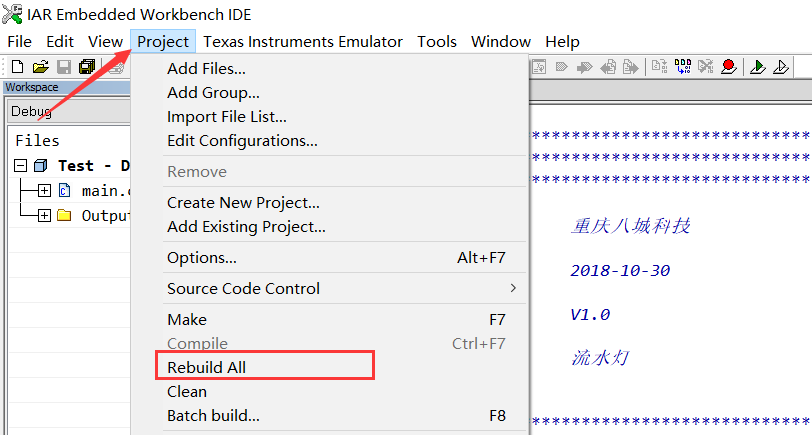 IAR Embedded Workbench IDE
File Edit View Project Texas Instruments Emulator Tools Window Help
Workspace
Debug
Files
Test - D
main.c
Output
Add Files...
Add Group...
Import File List...
Edit Configurations...
Remove
Create New Project...
Add Existing Project...
Options... Alt+F7
Source Code Control
Make F7
Compile Ctrl+F7
Rebuild All
Clean
Batch build... F8
****************************
****************************
****************************
重庆八城科技
2018-10-30
V1.0
流水灯
****************************